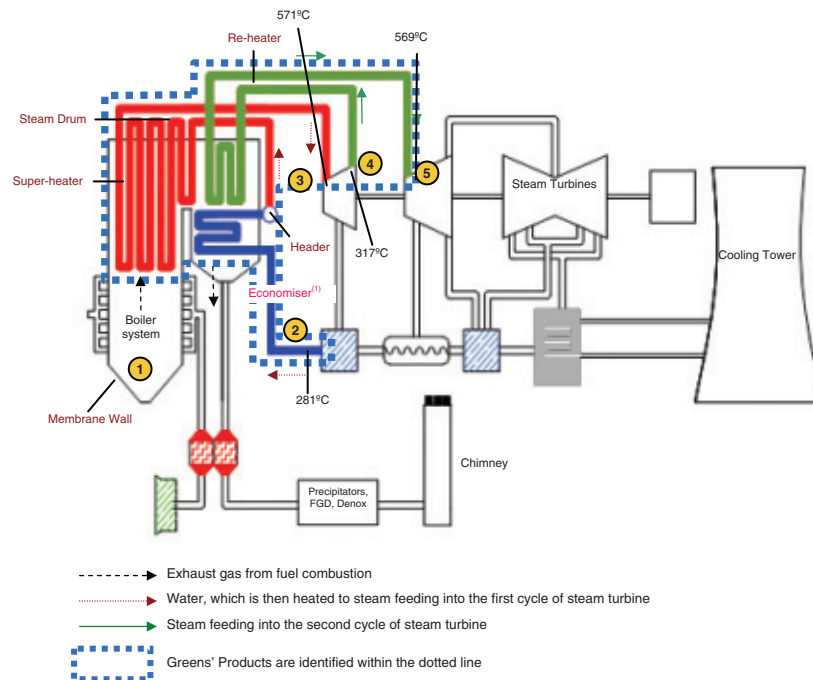 571ºC
569ºC
Re-heater
Steam Drum
4
5
3
Super-heater
Steam Turbines
Header
317ºC
Cooling Tower
Economiser(1)
Boiler
system
2
1
281ºC
Membrane Wall
Chimney
Precipitators,
FGD, Denox
Exhaust gas from fuel combustion
Water, which is then heated to steam feeding into the first cycle of steam turbine
Steam feeding into the second cycle of steam turbine
Greens’ Products are identified within the dotted line